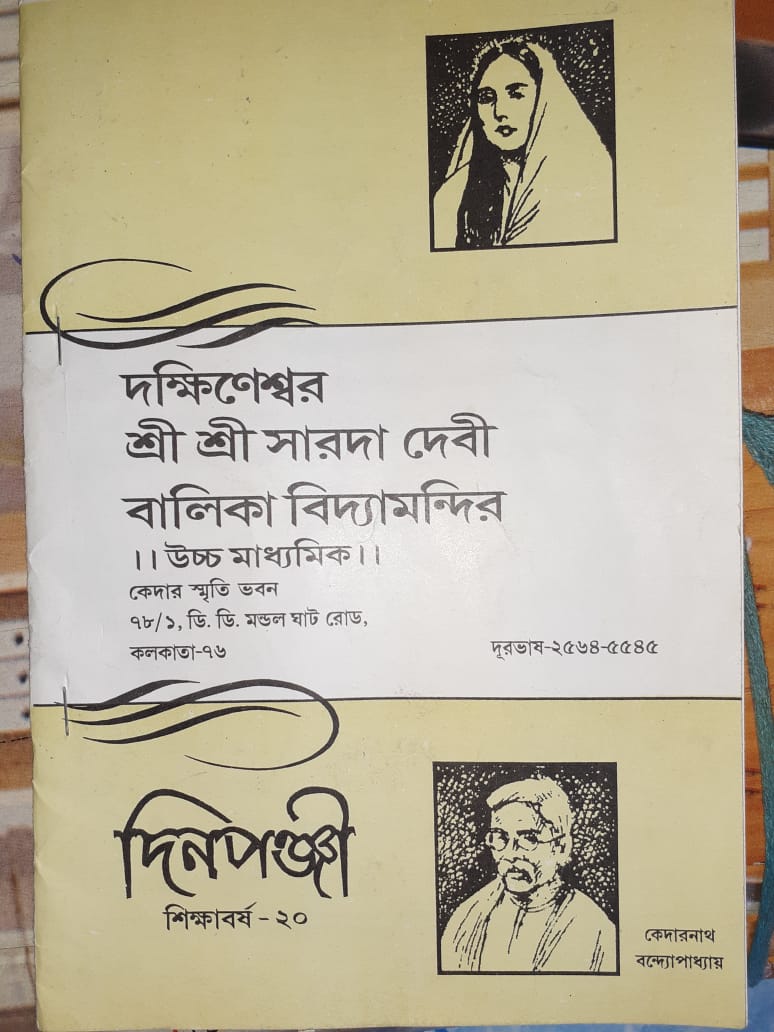 দক্ষিণেশ্বর
শ্রী শ্রী সারদা দেবী
বালিকা বিদ্যামন্দির
।। উচ্চ মাধ্যমিক ।।
কেদার স্মৃতি ভবন
৭৮/১, ডি. ডি. মন্ডল ঘাট রোড,
কলকাতা-৭৬
দূরভাষ-২৫৬৪-৫৫৪৫
দিনপঞ্জী
শিক্ষাবর্ষ - ২০
কেদারনাথ
বন্দ্যোপাধ্যায়